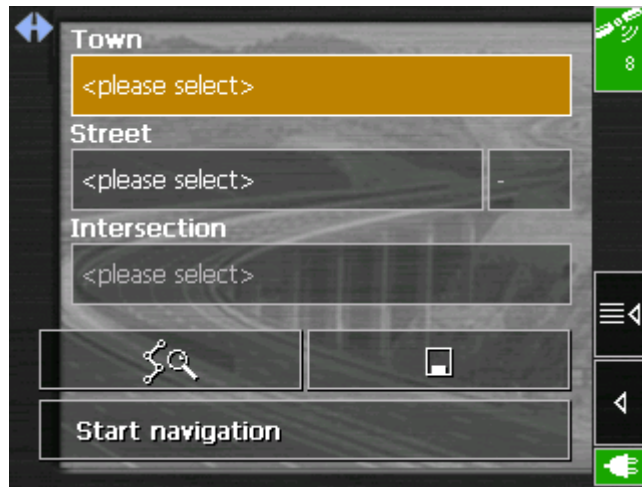 Town
8
<please select>
Street
<please select>
-
Intersection
<please select>
Start navigation